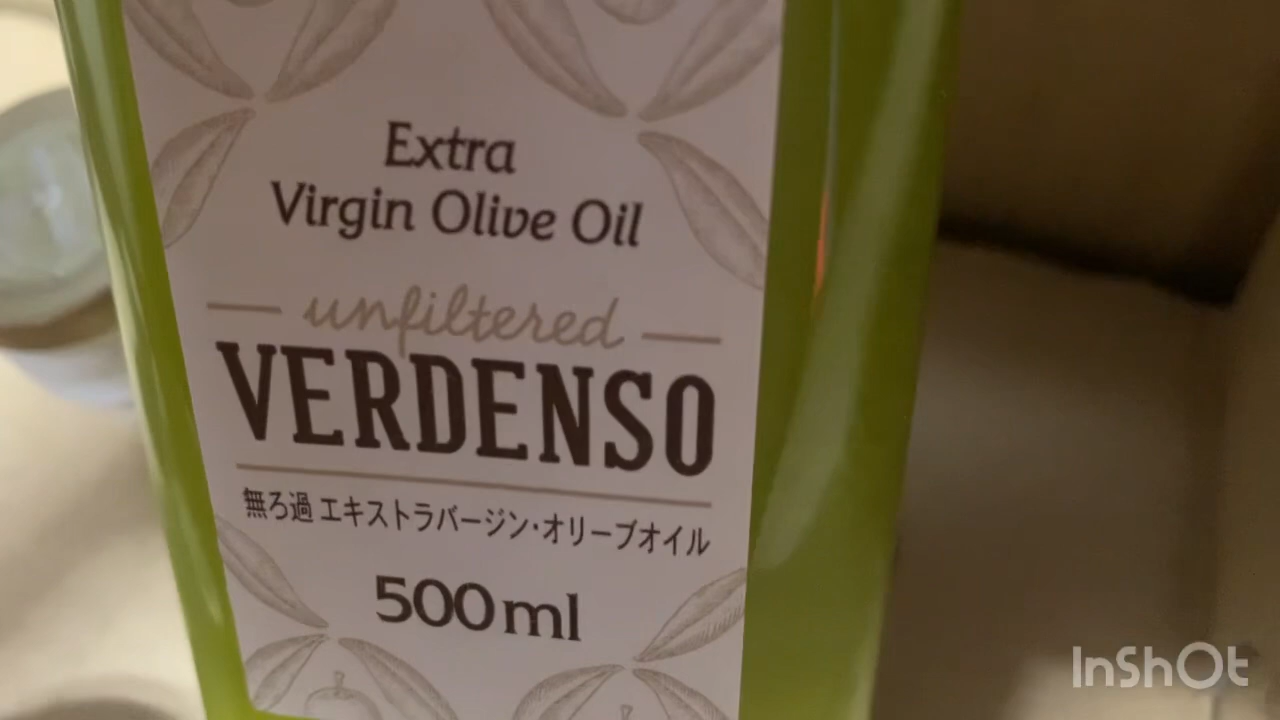 Extra
Virgin Olive Oil
unfiltered
VERDENSO
無ろ過 エキストラバージン・オリーブオイル
500ml
InShOt